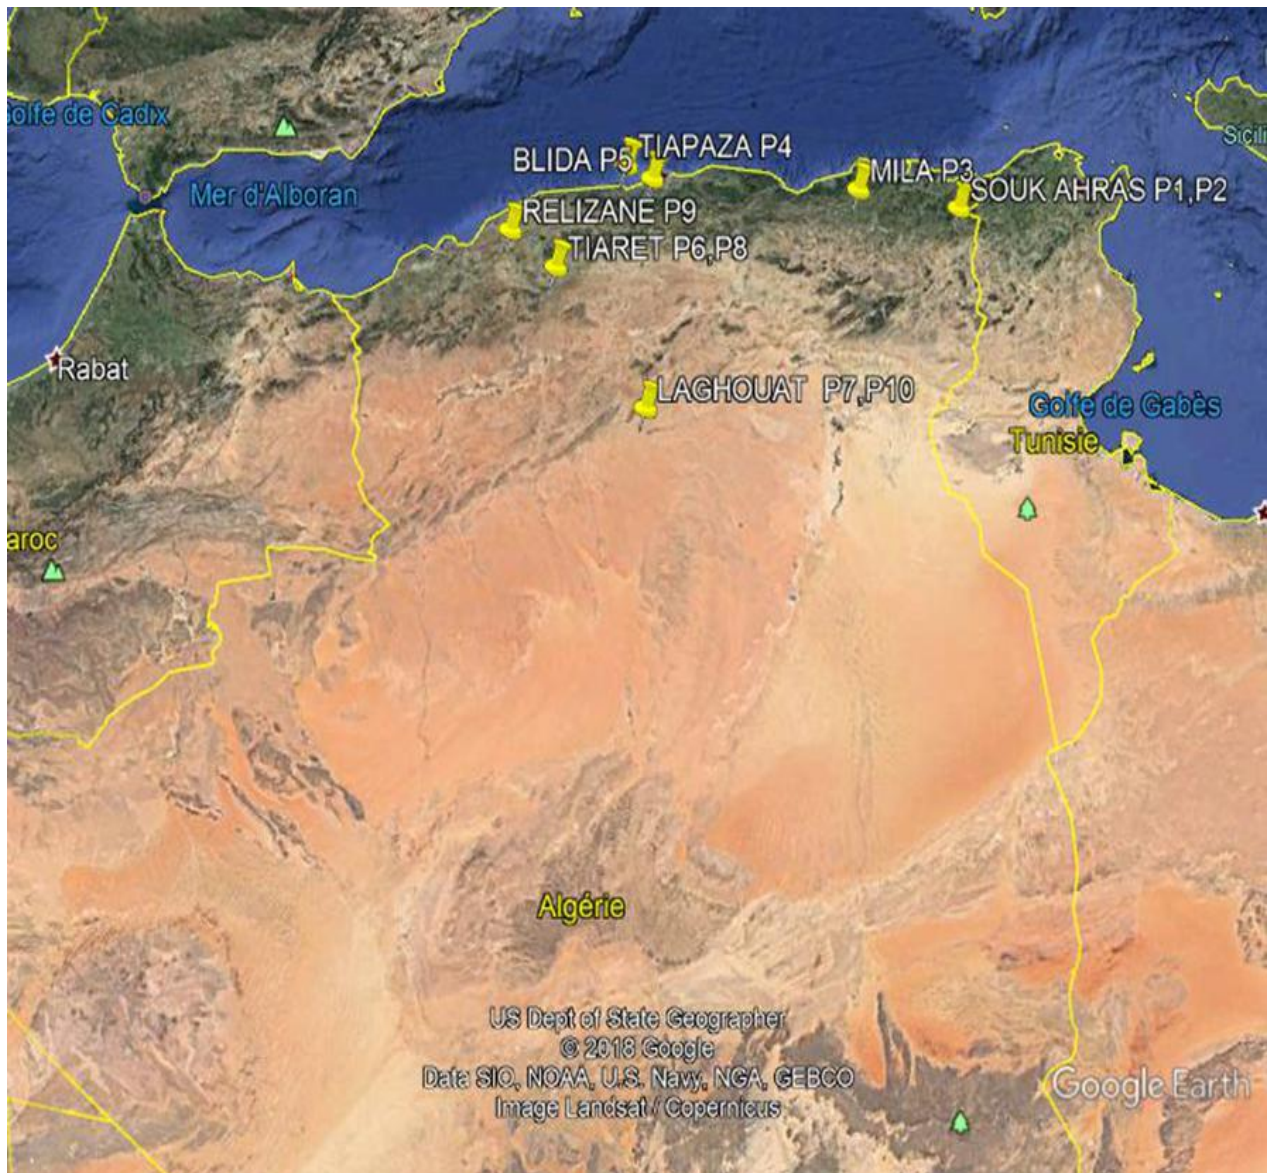 Golfe de Cadix
Sicili
BLIDA P5
TIAPAZA P4
MILA P3
SOUK AHRAS P1,P2
Mer d'Alboran
RELIZANE P9
TIARET P6,P8
Rabat
LAGHOUAT P7,P10
Golfe de Gabès
Tunisie
aroc
Algérie
US Dept of State Geographer
© 2018 Google
Data SIO, NOAA, U.S. Navy, NGA, GEBCO
Image Landsat / Copernicus
Google Earth